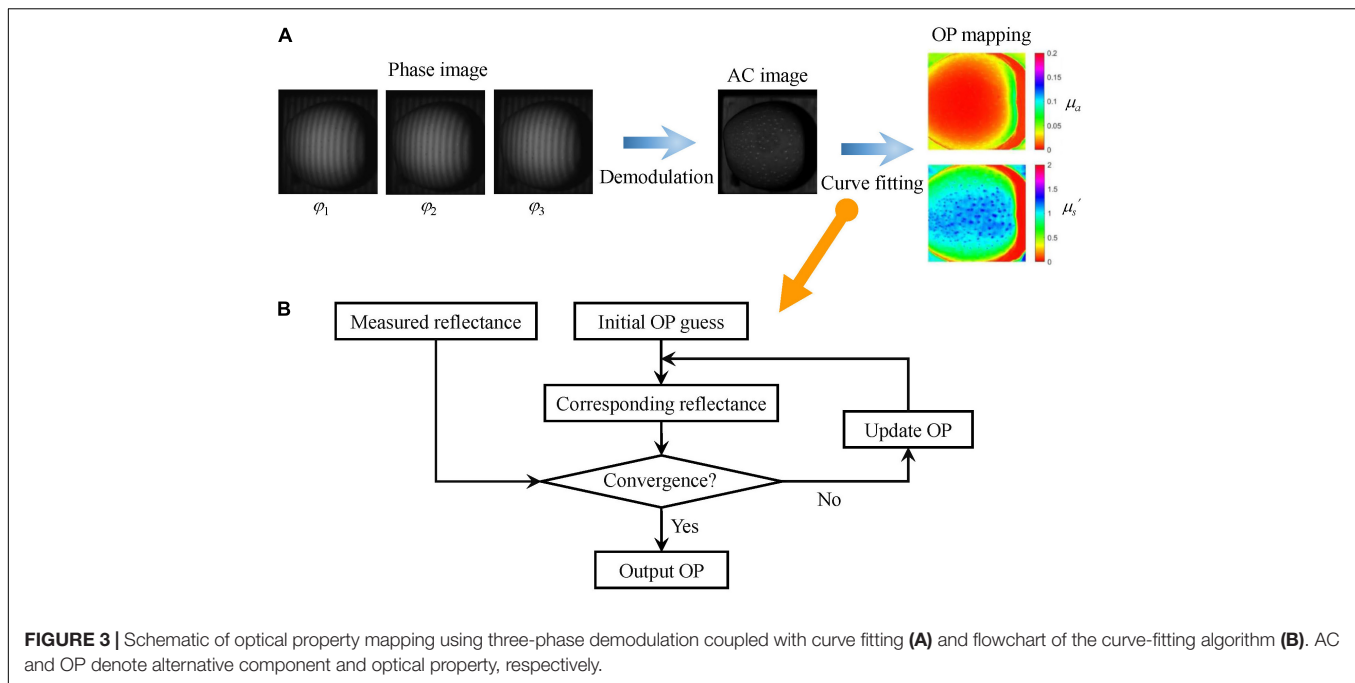 A
Phase image
AC image
OP mapping
φ1
φ2
φ3
Demodulation
Curve fitting
0.2
0.15
0.1
0.05
0
μa
2
1.5
1
0.5
0
μs′
B
Measured reflectance
Initial OP guess
Corresponding reflectance
Update OP
Convergence?
No
Yes
Output OP
FIGURE 3 | Schematic of optical property mapping using three-phase demodulation coupled with curve fitting (A) and flowchart of the curve-fitting algorithm (B). AC
and OP denote alternative component and optical property, respectively.